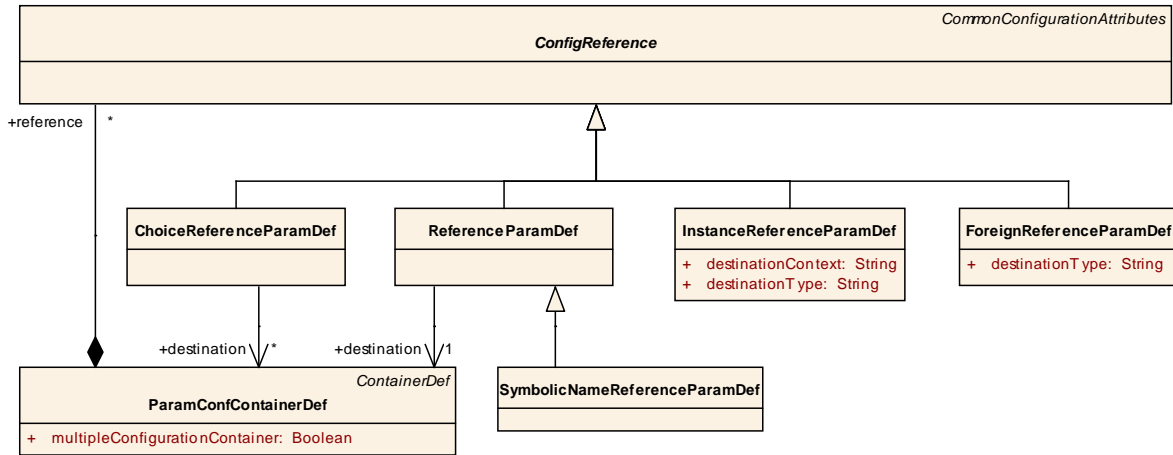 CommonConfigurationAttributes
ConfigReference
+reference *
ChoiceReferenceParamDef
ReferenceParamDef
InstanceReferenceParamDef
+ destinationContext: String
+ destinationType: String
ForeignReferenceParamDef
+ destinationType: String
+destination *
+destination 1
ContainerDef
ParamConfContainerDef
+ multipleConfigurationContainer: Boolean
SymbolicNameReferenceParamDef